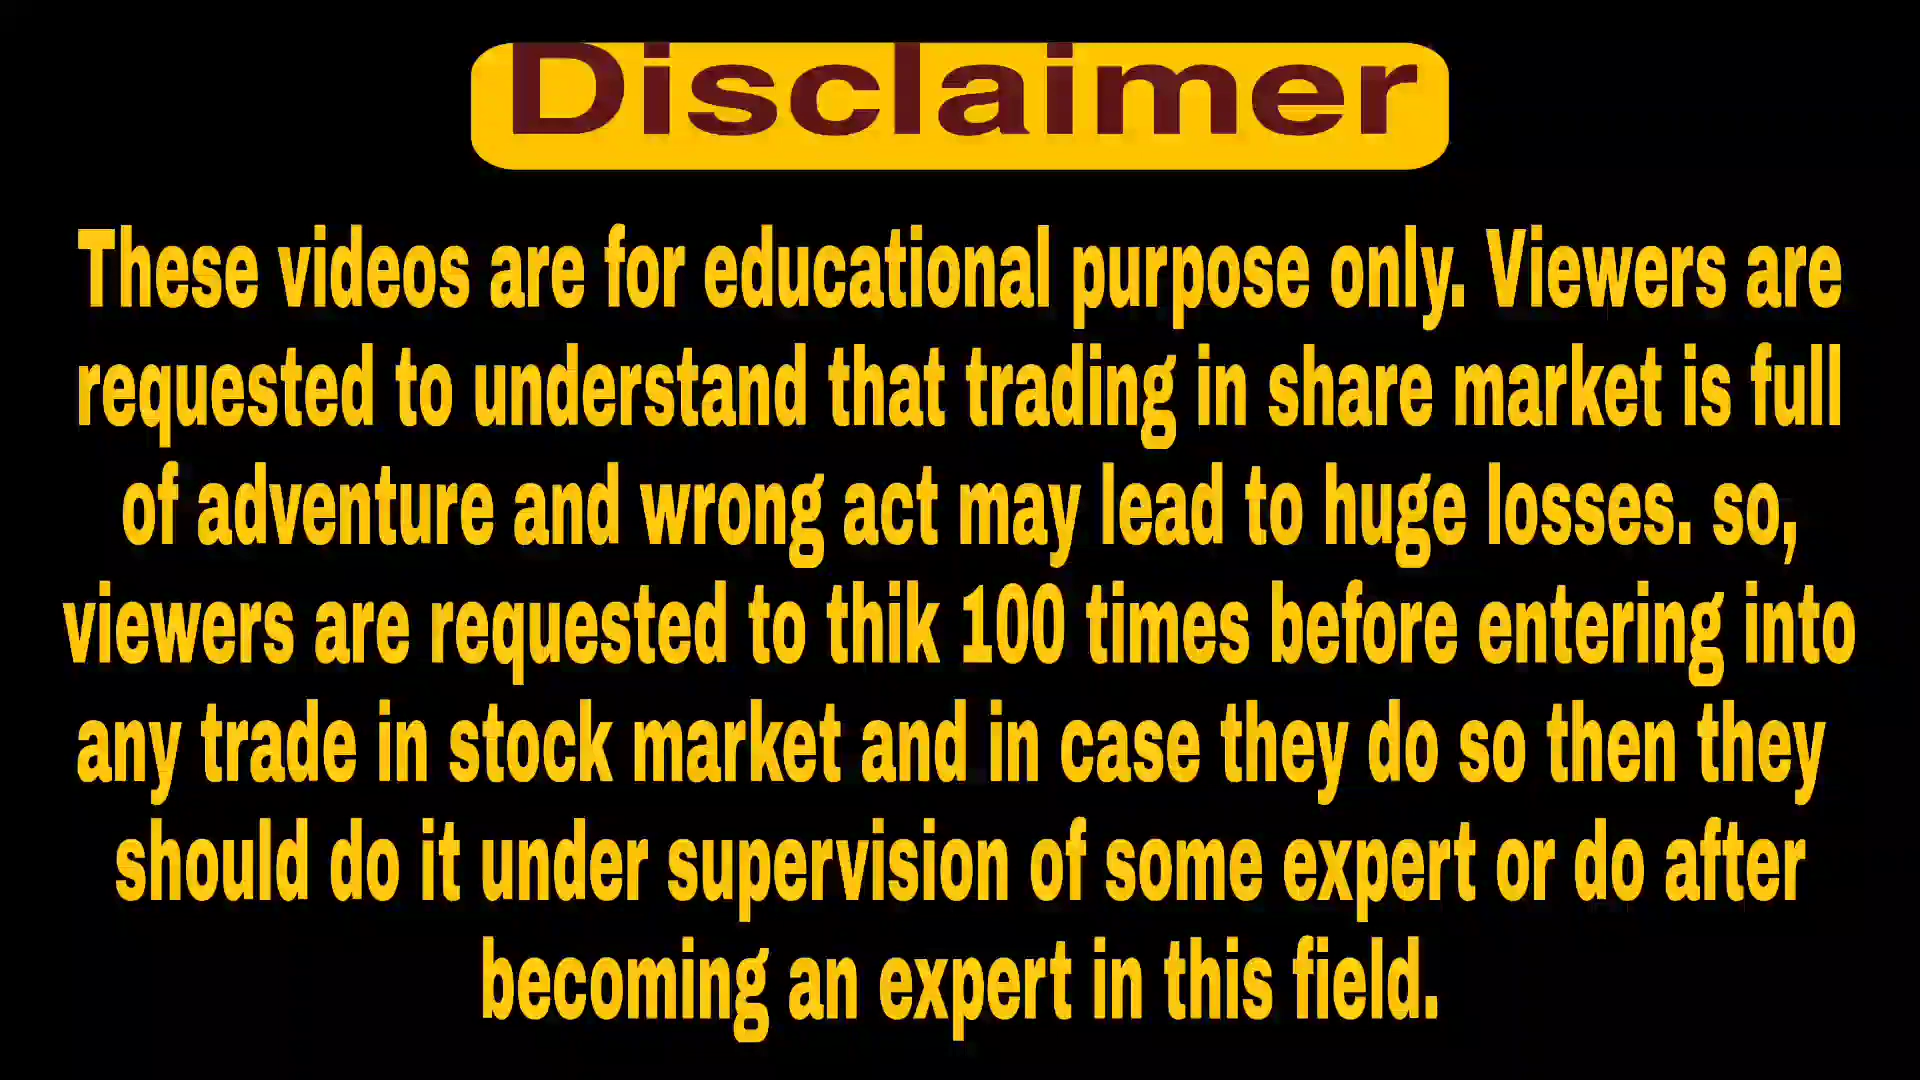 Disclaimer
These videos are for educational purpose only. Viewers are
requested to understand that trading in share market is full
of adventure and wrong act may lead to huge losses. so,
viewers are requested to thik 100 times before entering into
any trade in stock market and in case they do so then they
should do it under supervision of some expert or do after
becoming an expert in this field.